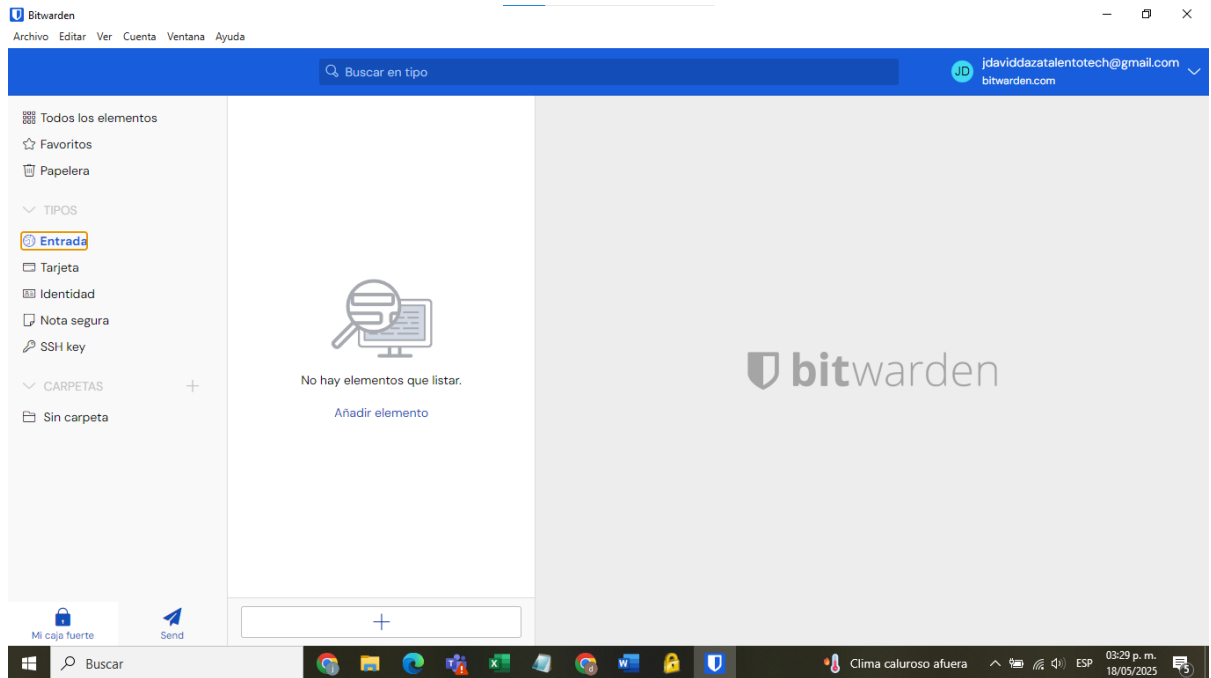 Bitwarden
Archivo Editar Ver Cuenta Ventana Ayuda
Buscar en tipo
JD
jdaviddazatalentotech@gmail.com
bitwarden.com
Todos los elementos
Favoritos
Papelera
TIPOS
Entrada
Tarjeta
Identidad
Nota segura
SSH key
CARPETAS
Sin carpeta
No hay elementos que listar.
Añadir elemento
bitwarden
Mi caja fuerte
Send
Buscar
Clima caluroso afuera
ESP
03:29 p. m.
18/05/2025
5